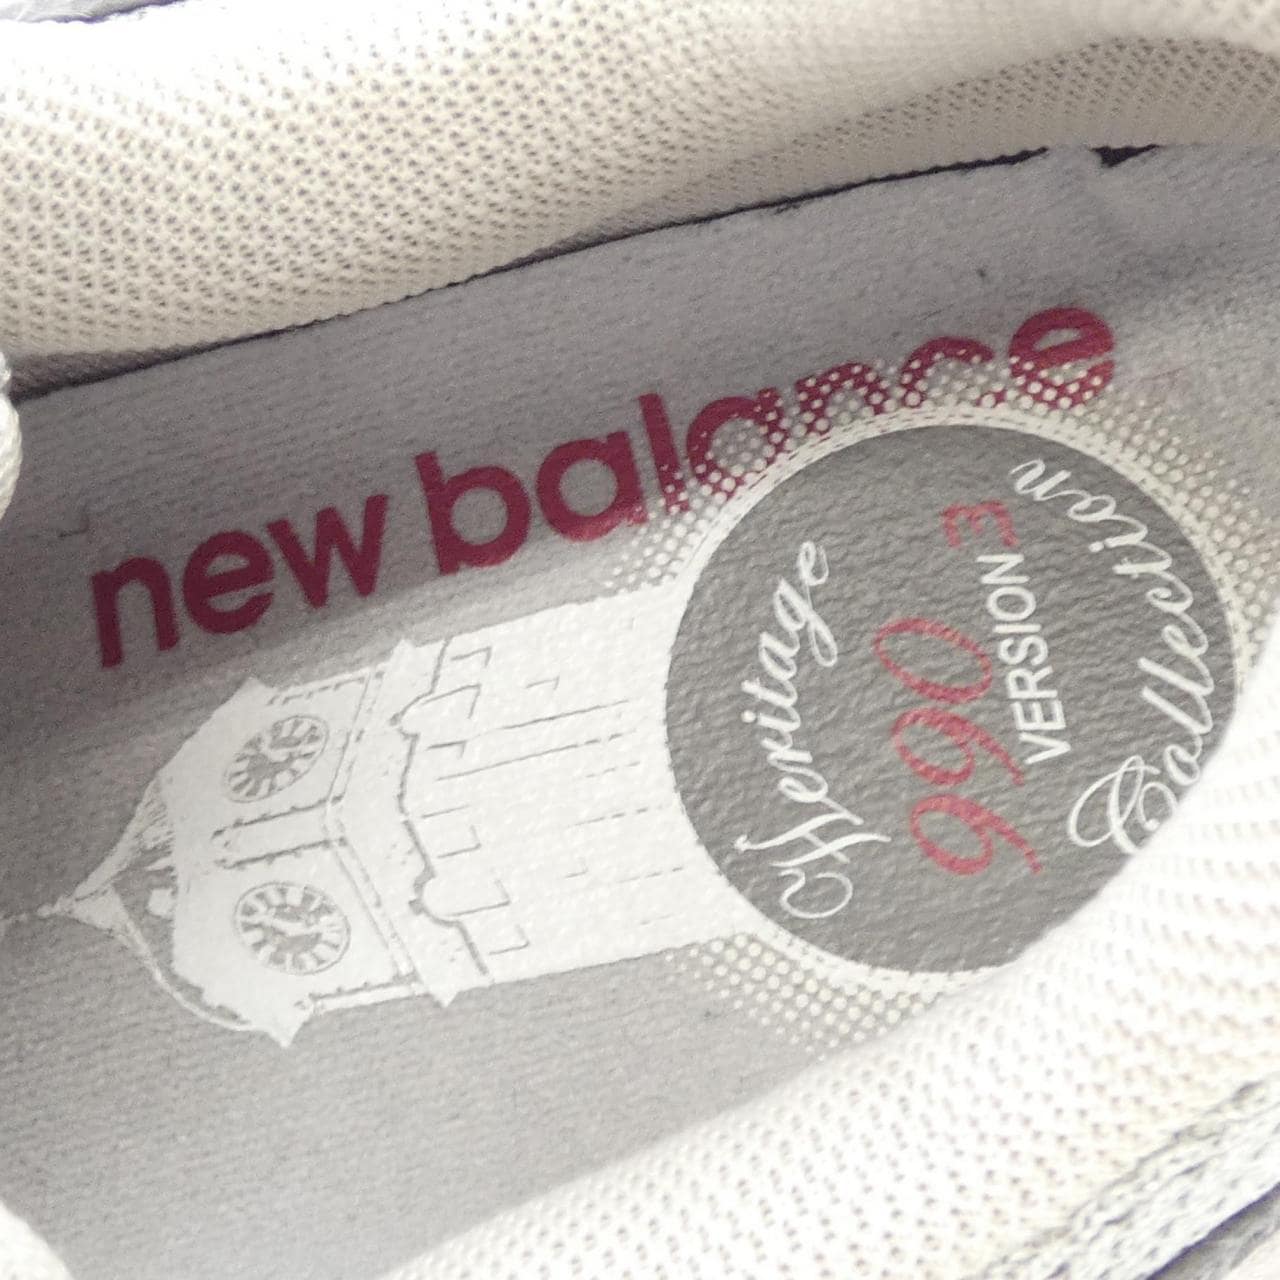 new balance
Heritage
990
VERSION 3
Collection